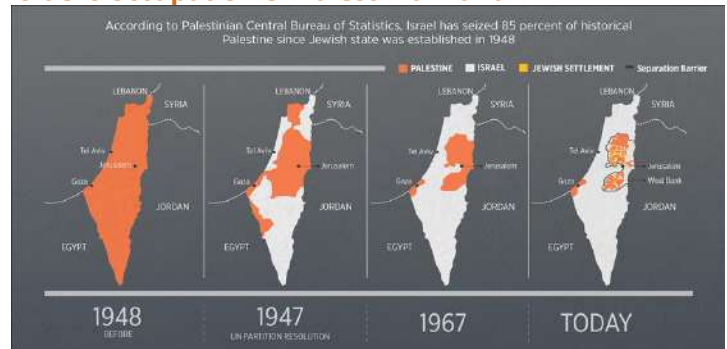 According to Palestinian Central Bureau of Statistics, Israel has seized 85 percent of historical
Palestine since Jewish state was established in 1948
PALESTINE ISRAEL JEWISH SETTLEMENT Separation Barrier
LEBANON
SYRIA
Tel Aviv
Jerusalem
Gaza
JORDAN
EGYPT
1948
BEFORE
LEBANON
SYRIA
Tel Aviv
Jerusalem
Gaza
JORDAN
EGYPT
1947
UN PARTITION RESOLUTION
LEBANON
SYRIA
Tel Aviv
Jerusalem
Gaza
JORDAN
EGYPT
1967
LEBANON
SYRIA
Tel Aviv
Jerusalem
West Bank
Gaza
JORDAN
EGYPT
TODAY